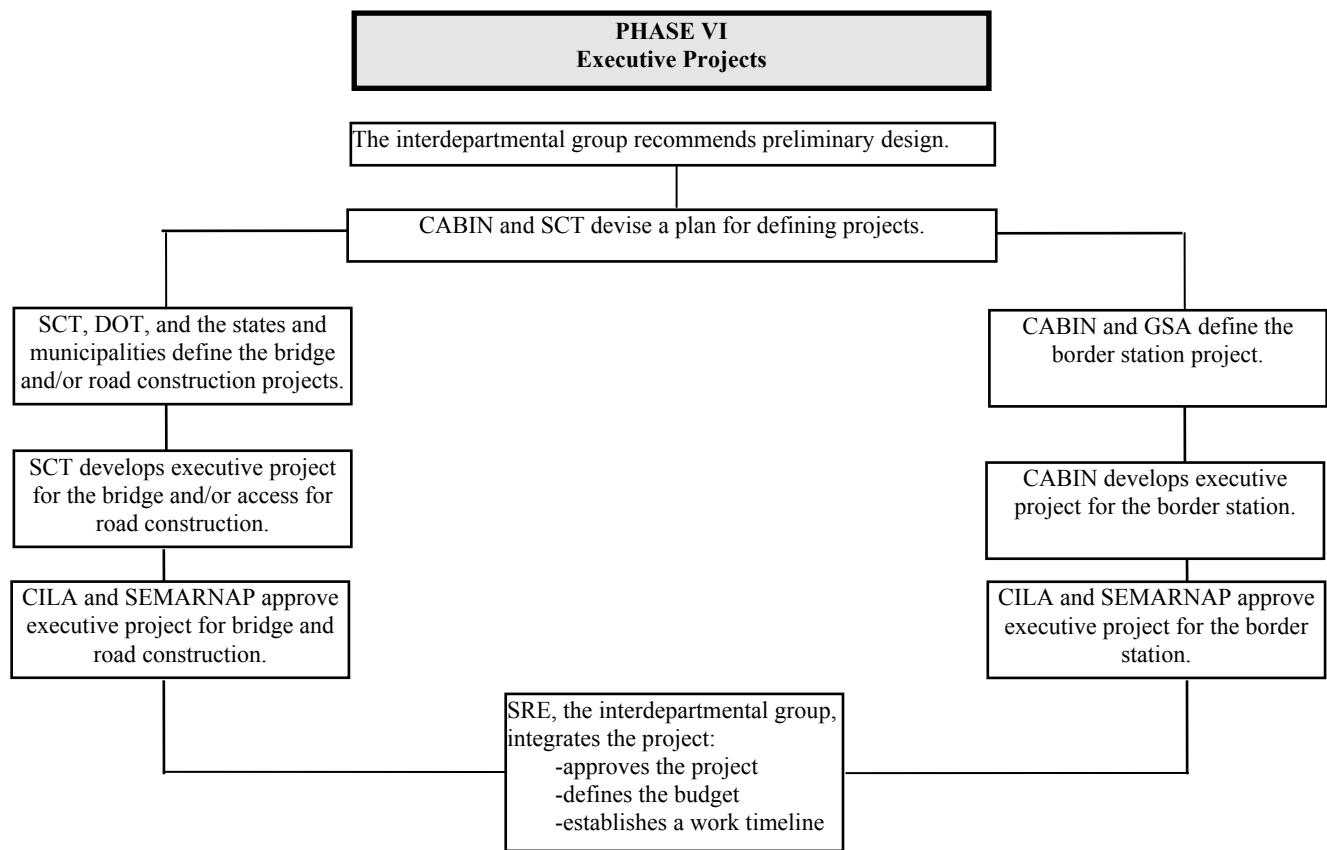 PHASE VI
Executive Projects
The interdepartmental group recommends preliminary design.
CABIN and SCT devise a plan for defining projects.
SCT, DOT, and the states and
municipalities define the bridge
and/or road construction projects.
CABIN and GSA define the
border station project.
SCT develops executive project
for the bridge and/or access for
road construction.
CABIN develops executive
project for the border station.
CILA and SEMARNAP approve
executive project for bridge and
road construction.
CILA and SEMARNAP approve
executive project for the border
station.
SRE, the interdepartmental group,
integrates the project:
-approves the project
-defines the budget
-establishes a work timeline